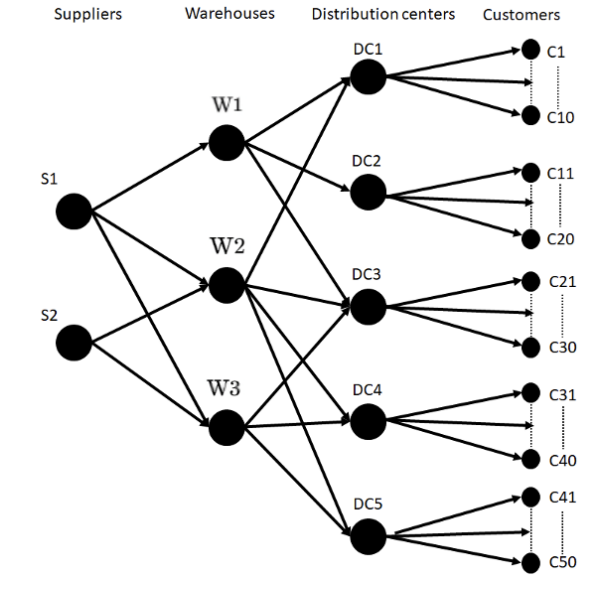 Suppliers Warehouses Distribution centers Customers
DC1
C1
W1
C10
DC2
C11
S1
C20
W2
DC3
C21
S2
C30
W3
DC4
C31
C40
DC5
C41
C50